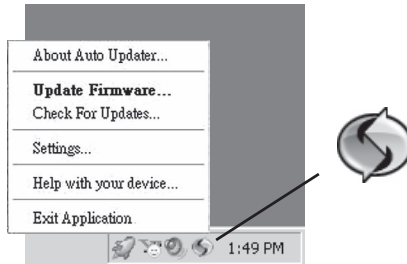 About Auto Updater...
Update Firmware...
Check For Updates...
Settings...
Help with your device...
Exit Application
1:49 PM